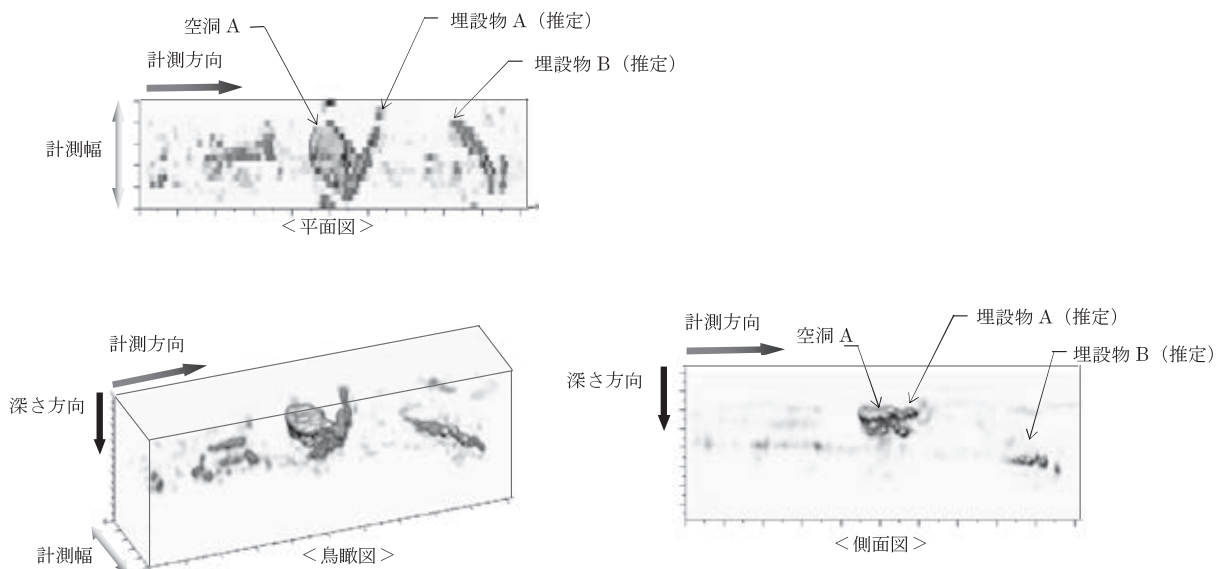 空洞 A
埋設物 A（推定）
計測方向
埋設物 B（推定）
計測幅
＜平面図＞
計測方向
深さ方向
計測幅
＜鳥瞰図＞
計測方向
空洞 A
埋設物 A（推定）
埋設物 B（推定）
深さ方向
＜側面図＞